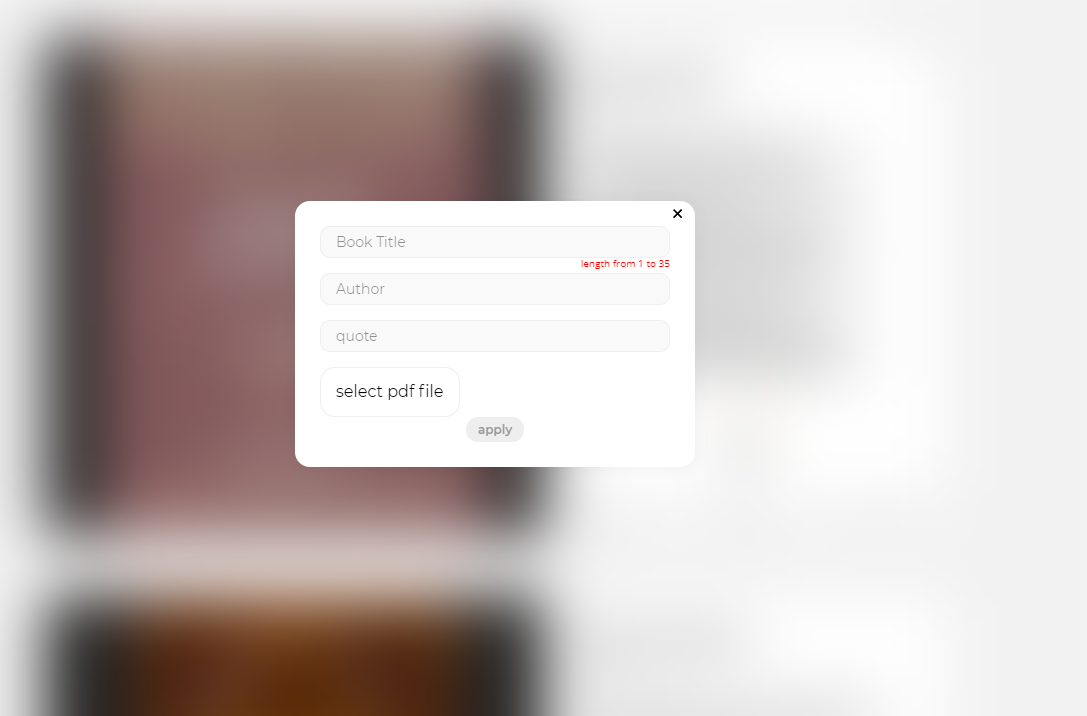 Book Title
length from 1 to 35
Author
quote
select pdf file
apply